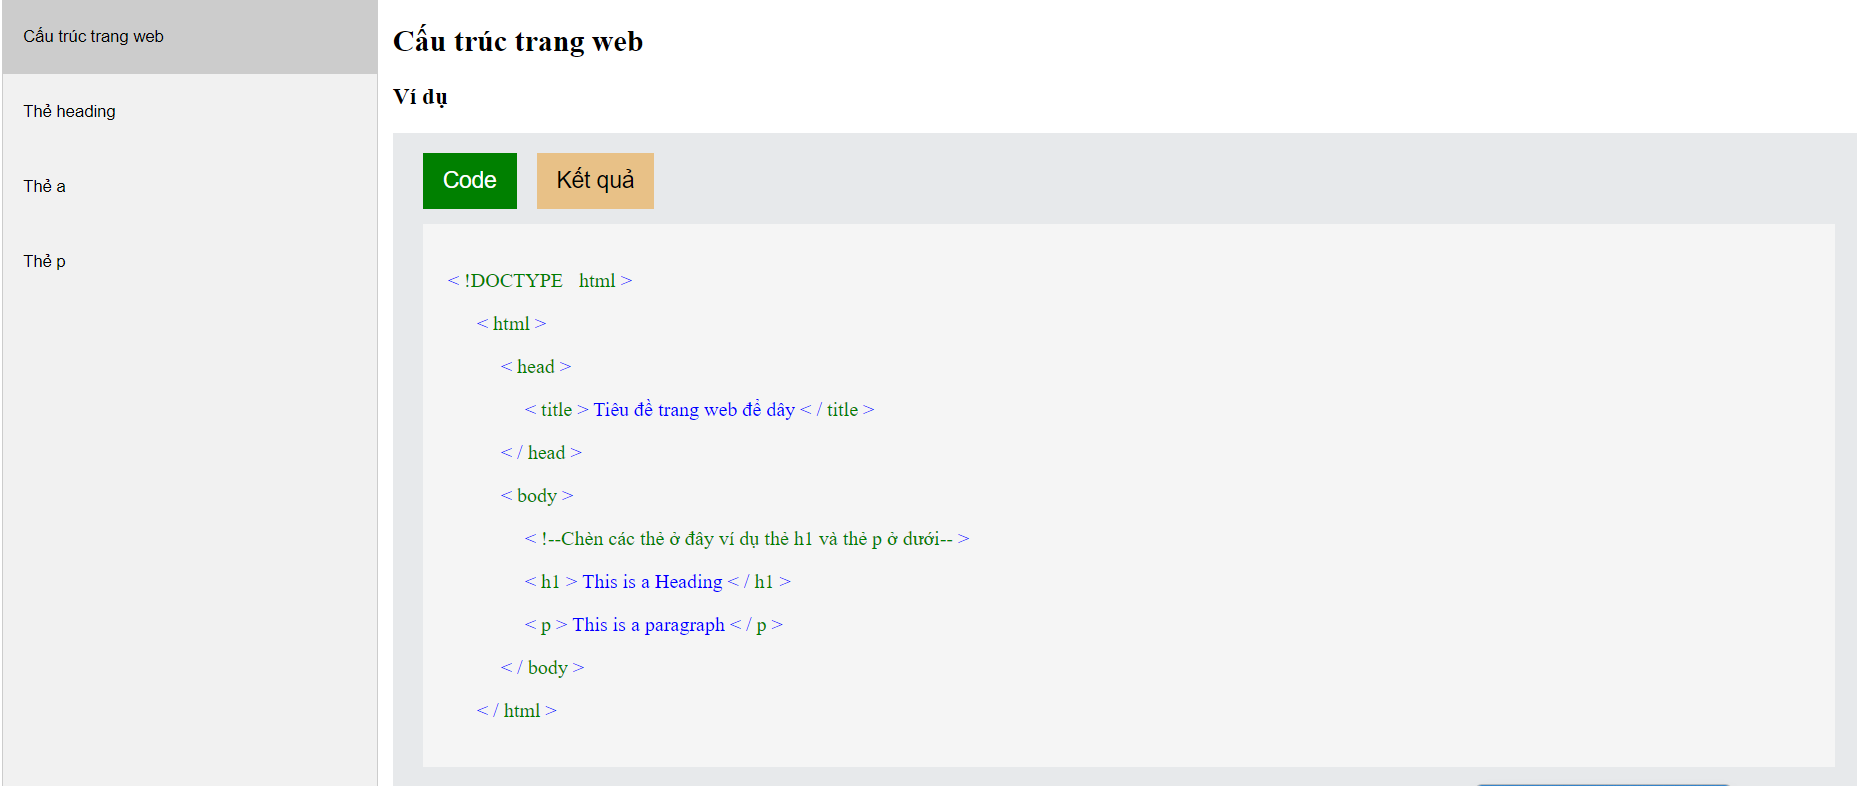 Cấu trúc trang web
Thẻ heading
Thẻ a
Thẻ p
Cấu trúc trang web
Ví dụ
Code
Kết quả
< !DOCTYPE html >
< html >
< head >
< title > Tiêu đề trang web để dây < / title >
< / head >
< body >
< !--Chèn các thẻ ở đây ví dụ thẻ h1 và thẻ p ở dưới-- >
< h1 > This is a Heading < / h1 >
< p > This is a paragraph < / p >
< / body >
< / html >